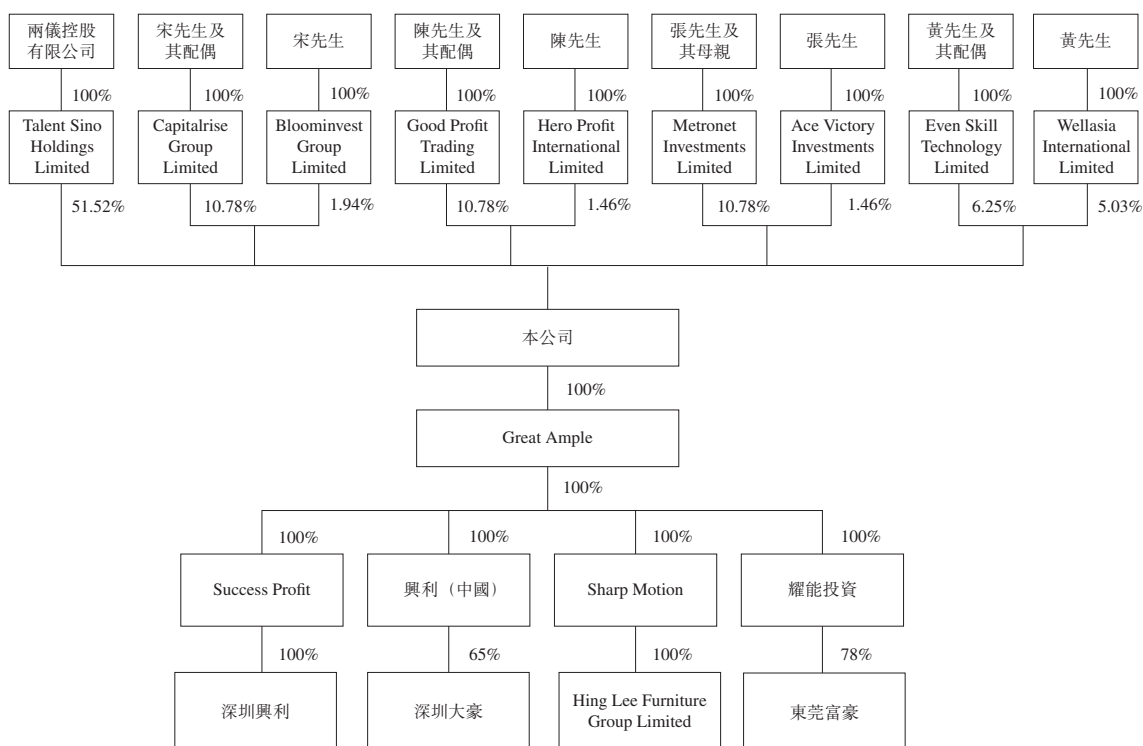 兩儀控股
有限公司
宋先生及
其配偶
宋先生
陳先生及
其配偶
陳先生
張先生及
其母親
張先生
黃先生及
其配偶
黃先生
100%
100%
100%
100%
100%
100%
100%
100%
100%
Talent Sino
Holdings
Limited
Capitalrise
Group
Limited
Bloominvest
Group
Limited
Good Profit
Trading
Limited
Hero Profit
International
Limited
Metronet
Investments
Limited
Ace Victory
Investments
Limited
Even Skill
Technology
Limited
Wellasia
International
Limited
51.52%
10.78%
1.94%
10.78%
1.46%
10.78%
1.46%
6.25%
5.03%
本公司
100%
Great Ample
100%
100%
100%
100%
100%
Success Profit
興利（中國）
Sharp Motion
耀能投資
100%
65%
100%
78%
深圳興利
深圳大豪
Hing Lee Furniture
Group Limited
東莞富豪